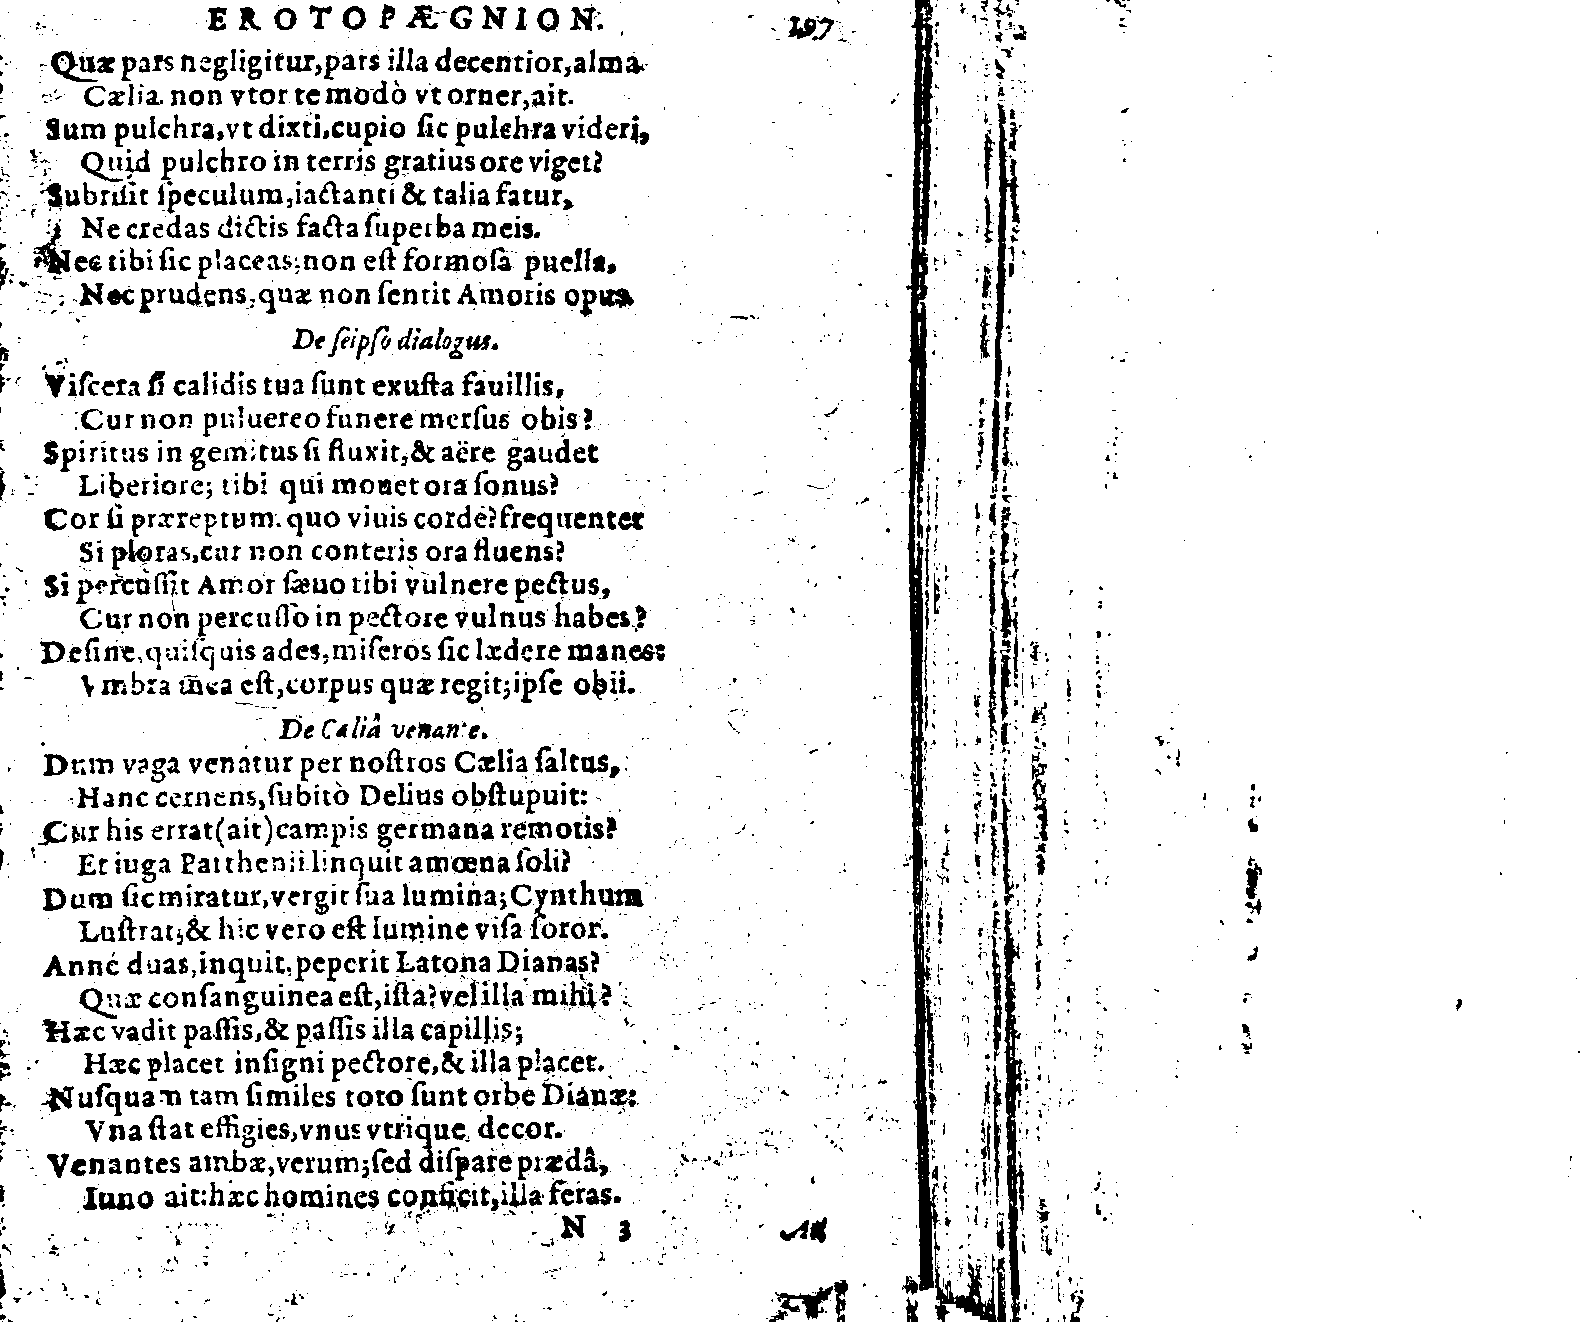 EROTOPÆGNION. 197
Quæ pars negligitur,pars illa decentior,alma
Cælia non vtor te modò vt orner,ait.
Sum pulchra,vt dixti,cupio ſic pulchra videri,
Quid pulchro in terris gratius ore viget?
Subriſit ſpeculum,iactanti & talia fatur,
Ne credas dictis facta ſuperba meis.
Nec tibi ſic placeas;non eſt formoſa puella,
Nec prudens,quæ non ſentit Amoris opus.
De ſeipſo dialogus.
Viſcera ſi calidis tua ſunt exuſta fauillis,
Cur non puluereo funere merſus obis?
Spiritus in gemitus ſi fluxit,& aëre gaudet
Liberiore; tibi qui mouet ora ſonus?
Cor ſi præreptum. quo viuis corde?frequenter
Si ploras,cur non conteris ora fluens?
Si percuſſit Amor ſæuo tibi vulnere pectus,
Cur non percuſſo in pectore vulnus habes?
Deſine,quiſquis ades,miſeros ſic lædere manes:
Vmbra mea eſt,corpus quæ regit;ipſe obii.
De Cæliâ venante.
Dum vaga venatur per noſtros Cælia ſaltus,
Hanc cernens,ſubitò Delius obſtupuit:
Cur his errat(ait)campis germana remotis?
Et iuga Parthenii linquit amœna ſoli?
Dum ſic miratur,vergit ſua lumina;Cynthum
Luſtrat;& hic vero eſt lumine viſa ſoror.
Anné duas,inquit,peperit Latona Dianas?
Quæ conſanguinea eſt,iſta?vel illa mihi?
Hæc vadit paſſis,& paſſis illa capillis;
Hæc placet inſigni pectore,& illa placet.
Nuſquam tam ſimiles toto ſunt orbe Dianæ:
Vna ſtat effigies,vnus vtrique decor.
Venantes ambæ,verum;ſed diſpare prædâ,
Iuno ait:hæc homines conficit,illa feras.
N 3 An